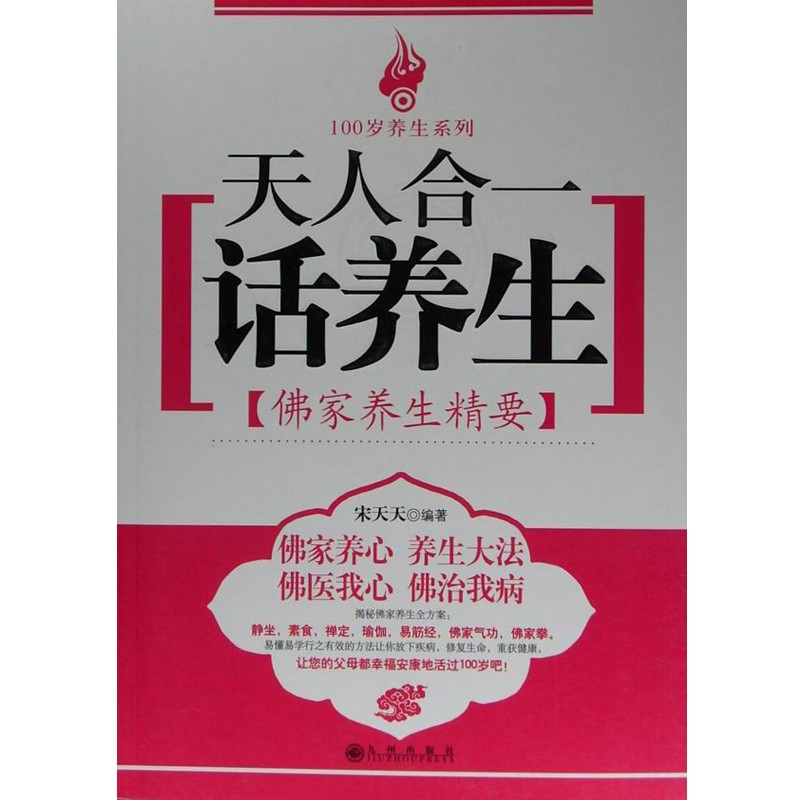 100岁养生系列
天人合一
话养生
【佛家养生精要】
宋天天◎编著
佛家养心 养生大法
佛医我心 佛治我病
揭秘佛家养生全方案：
静坐，素食，禅定，瑜伽，易筋经，佛家气功，佛家拳。
易懂易学行之有效的方法让你放下疾病，修复生命，重获健康，
让您的父母都幸福安康地活过100岁吧！
九州出版社
JIUZHOUPRESS